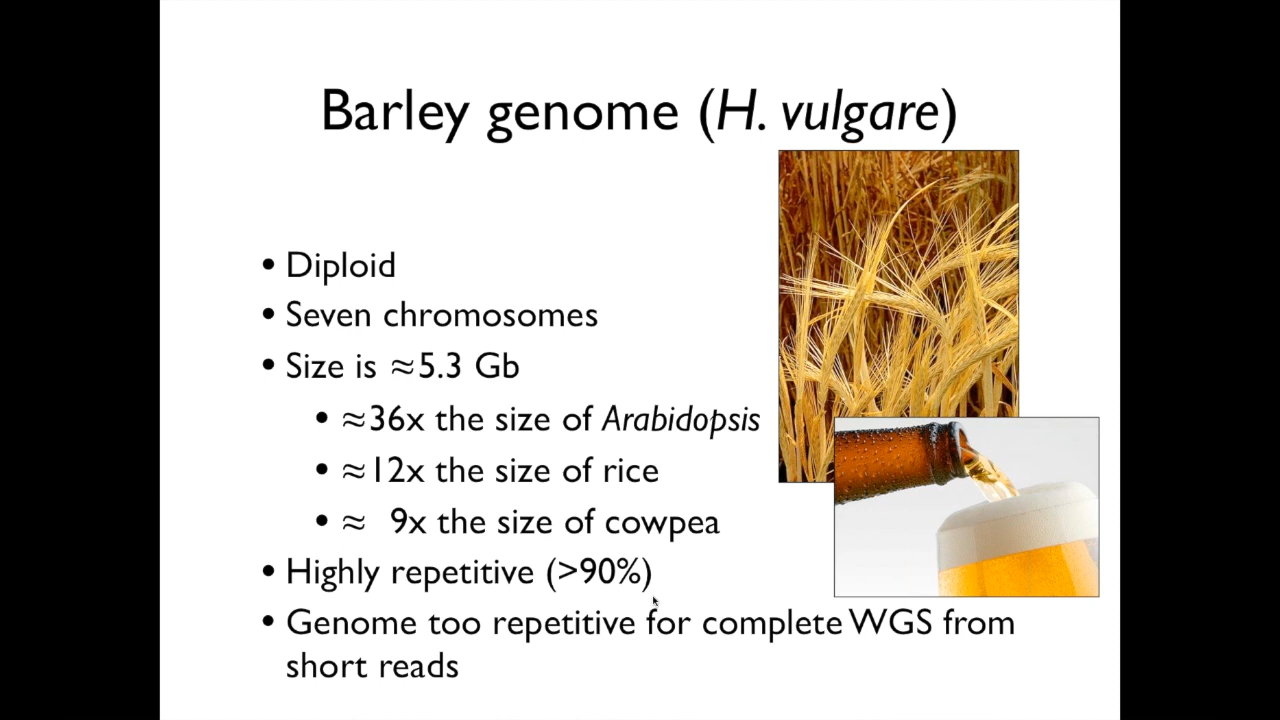 Barley genome (H. vulgare)
• Diploid
• Seven chromosomes
• Size is ≈5.3 Gb
• ≈36x the size of Arabidopsis
• ≈12x the size of rice
• ≈ 9x the size of cowpea
• Highly repetitive (>90%)
• Genome too repetitive for complete WGS from
short reads